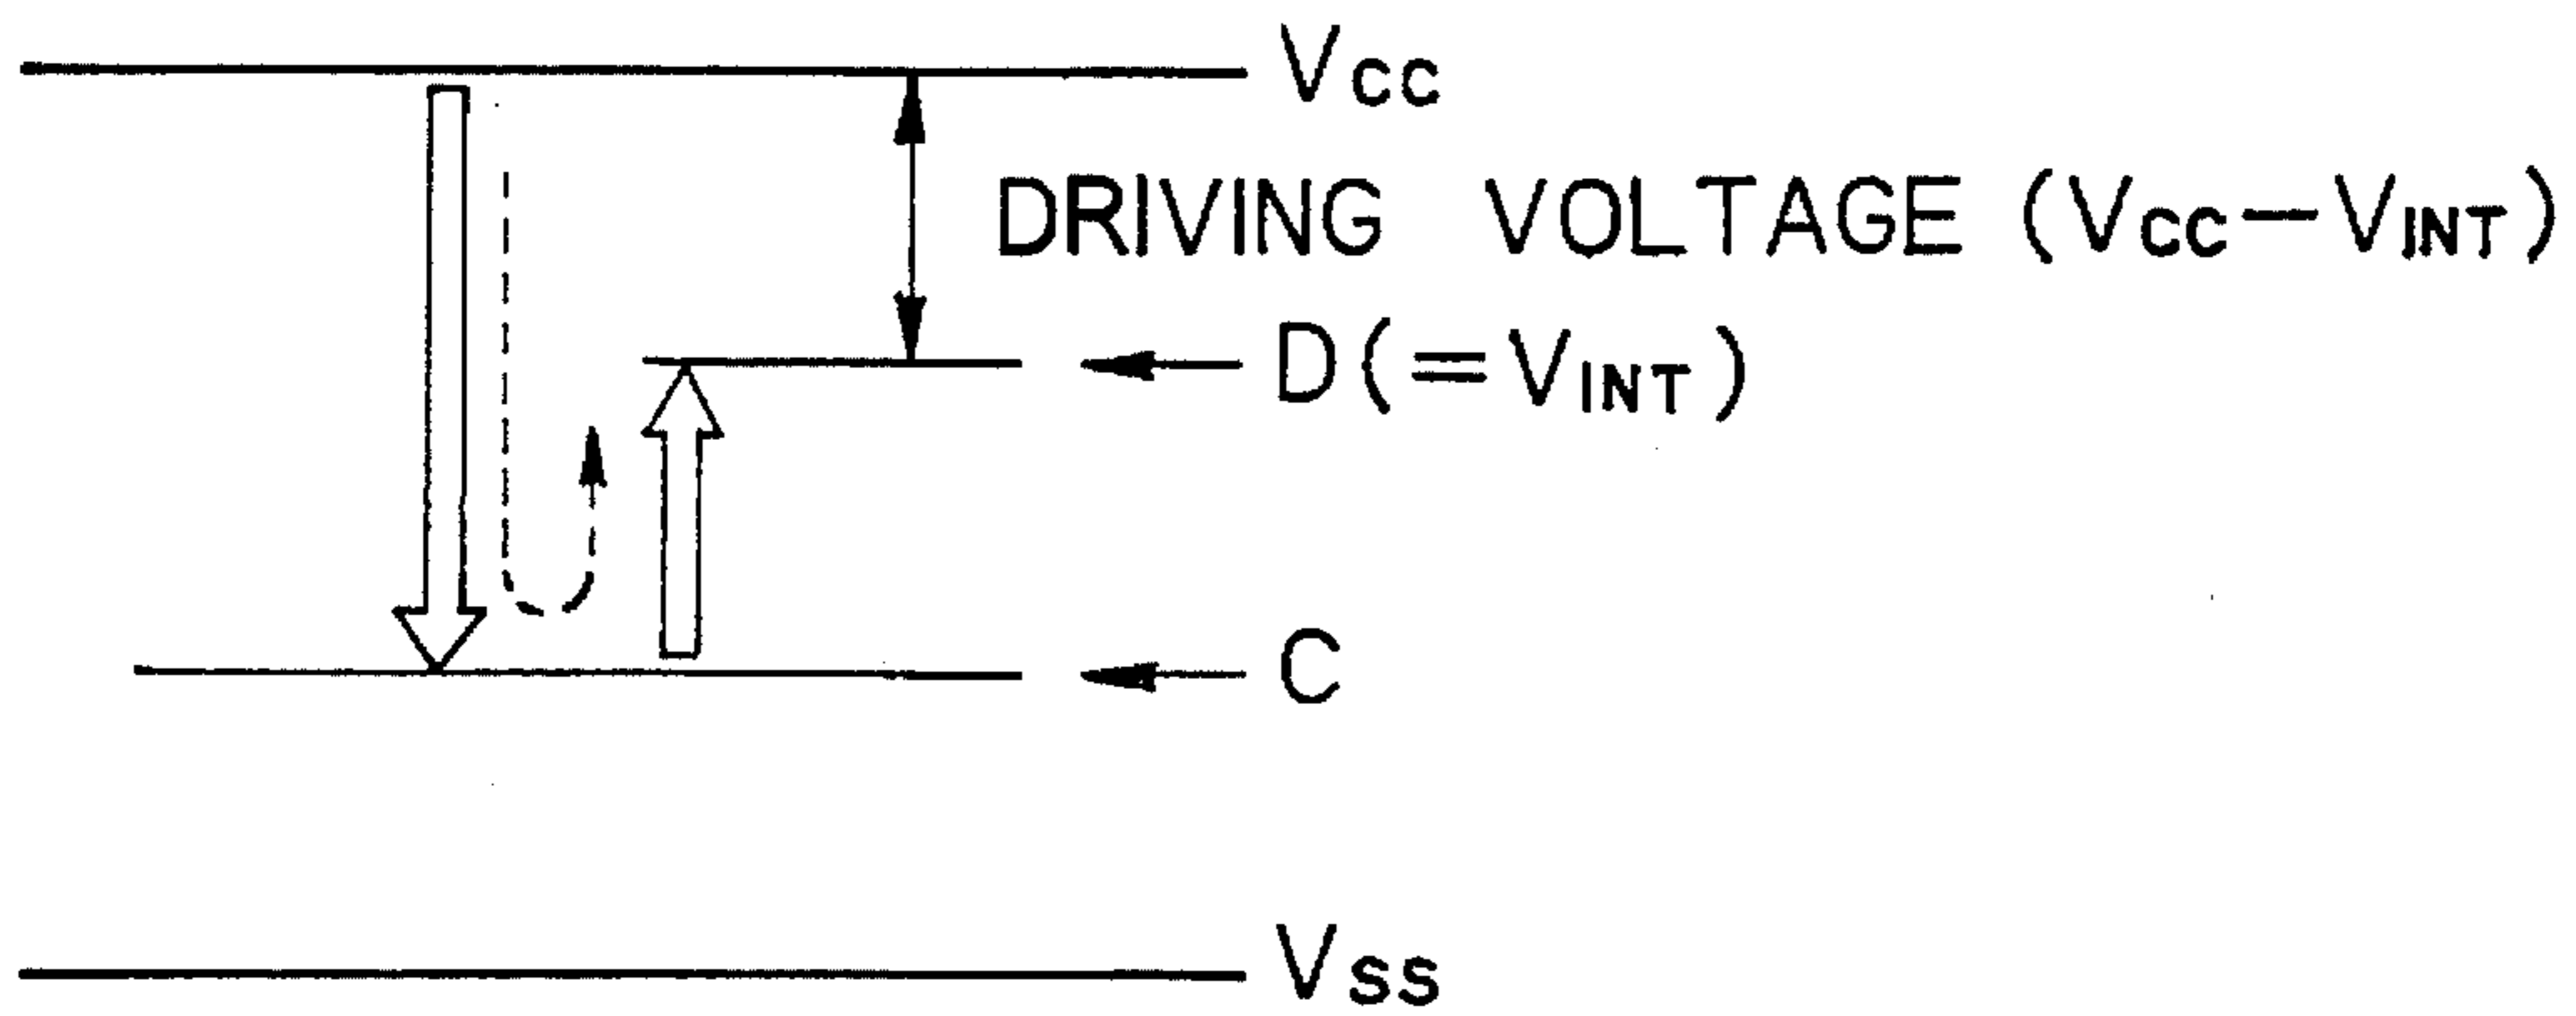 Vcc
DRIVING VOLTAGE (Vcc-VINT)
D(=VINT)
C
Vss